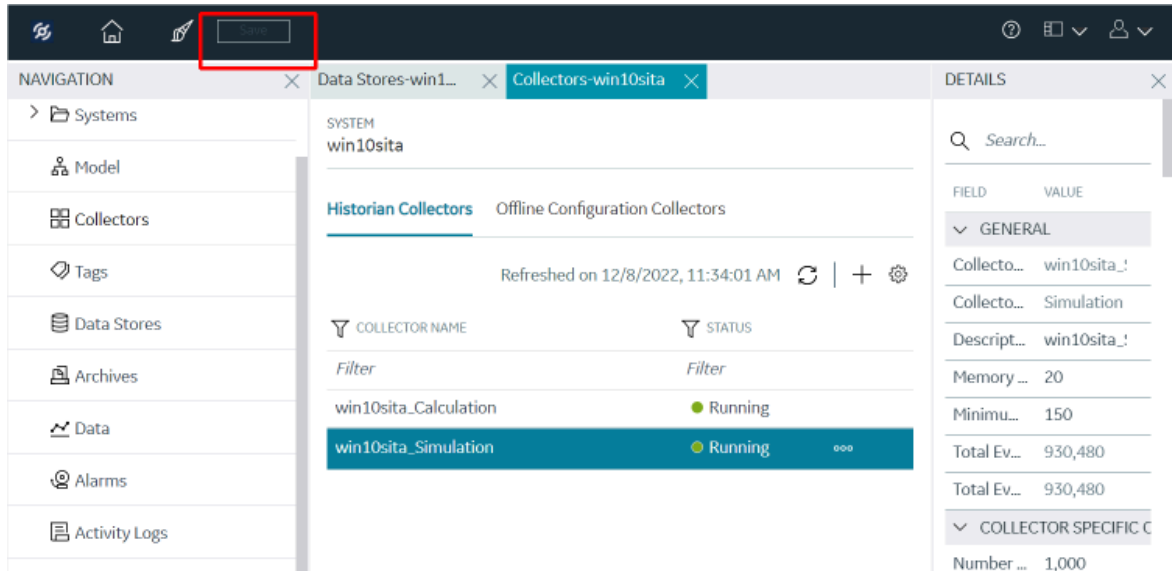 Save
NAVIGATION
Systems
Model
Collectors
Tags
Data Stores
Archives
Data
Alarms
Activity Logs
Data Stores-win1...
Collectors-win10sita
SYSTEM
win10sita
Historian Collectors Offline Configuration Collectors
Refreshed on 12/8/2022, 11:34:01 AM
COLLECTOR NAME STATUS
Filter Filter
win10sita_Calculation Running
win10sita_Simulation Running
DETAILS
Search...
FIELD VALUE
GENERAL
Collecto... win10sita_
Collecto... Simulation
Descript... win10sita_
Memory ... 20
Minimu... 150
Total Ev... 930,480
Total Ev... 930,480
COLLECTOR SPECIFIC C
Number ... 1,000